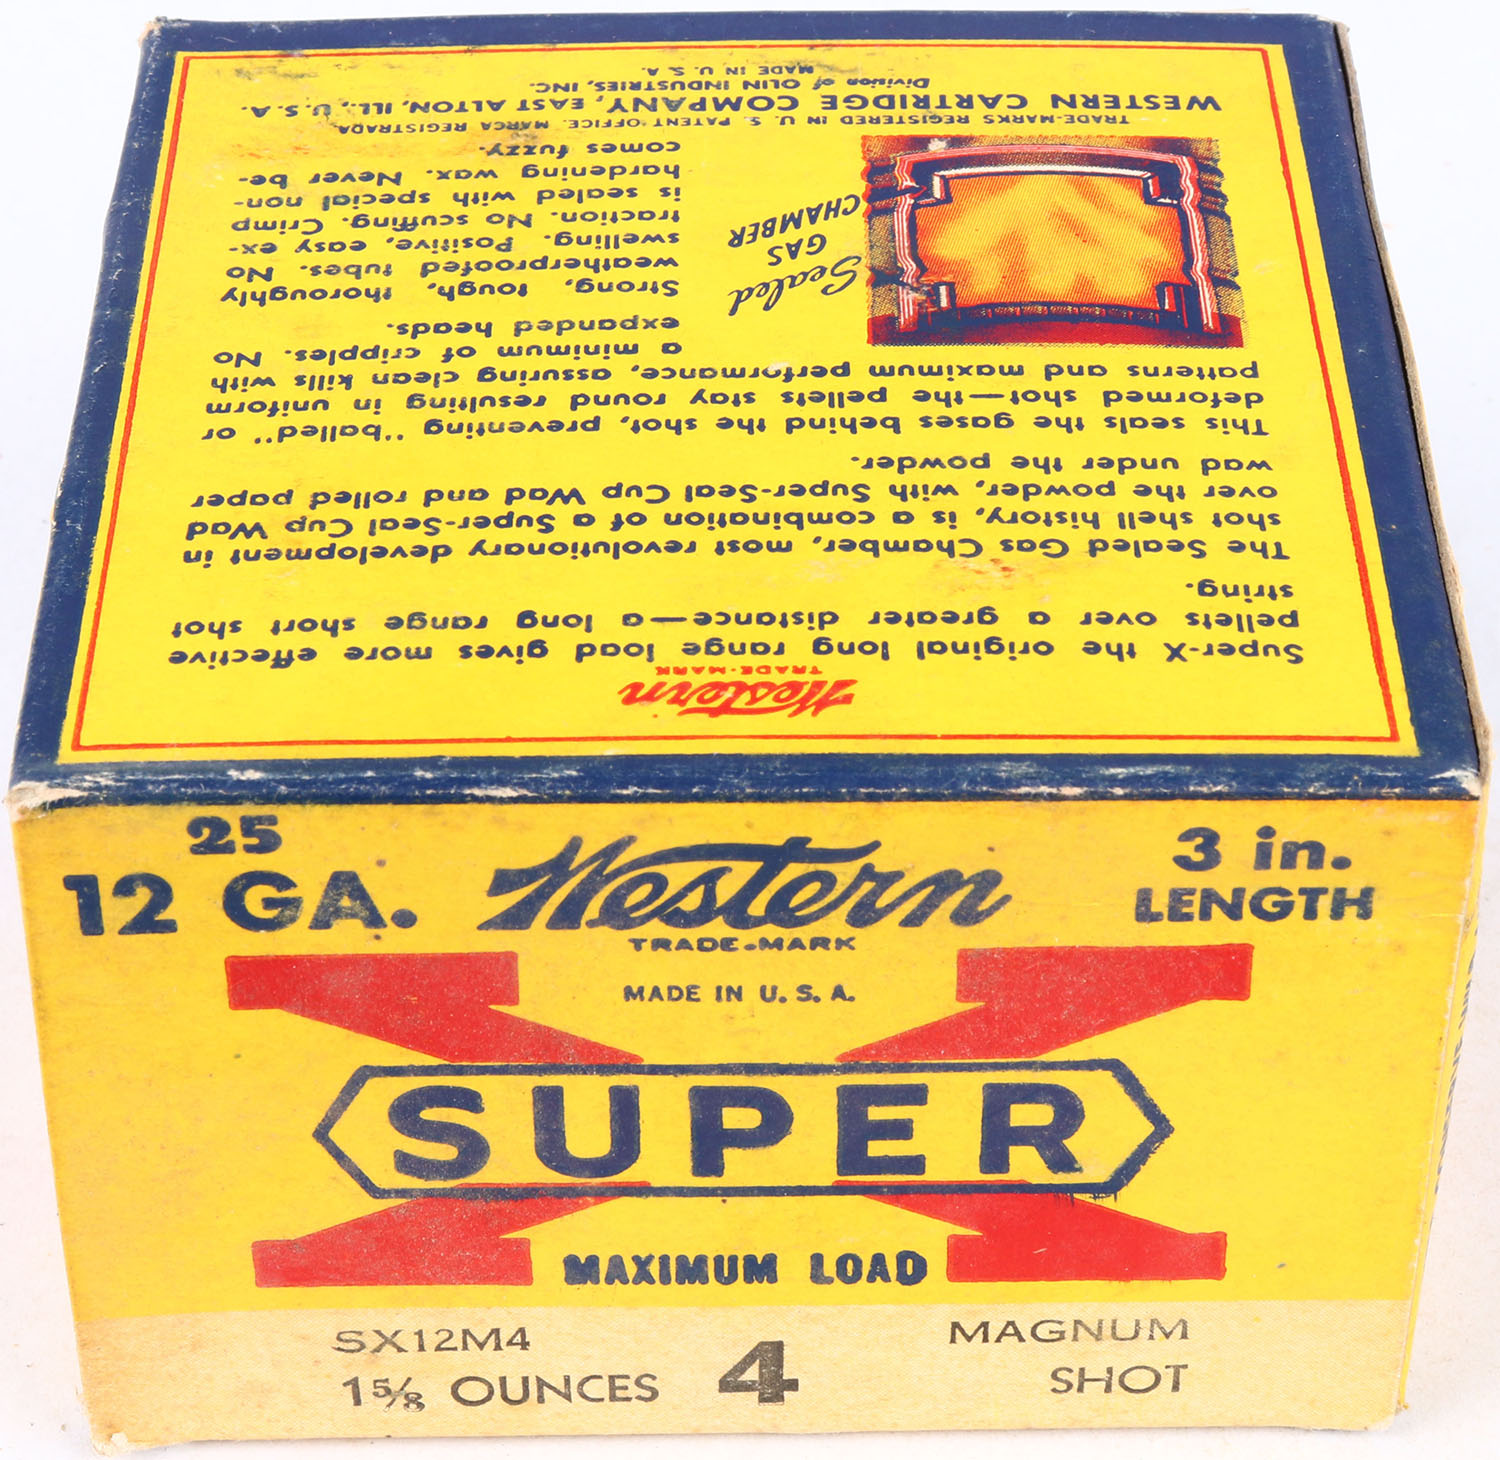 Western
TRADE-MARK
Super-X the original long range load gives more effective
pellets over a greater distance—a long range short shot
string.
The Sealed Gas Chamber, most revolutionary development in
shot shell history, is a combination of a Super-Seal Cup Wad
over the powder, with Super-Seal Cup Wad and rolled paper
wad under the powder.
This seals the gases behind the shot, preventing "balled" or
deformed shot—the pellets stay round resulting in uniform
patterns and maximum performance, assuring clean kills with
a minimum of cripples. No
expanded heads.
Strong, tough, thoroughly
weatherproofed tubes. No
swelling. Positive, easy ex-
traction. No scuffing. Crimp
is sealed with special non-
hardening wax. Never be-
comes fuzzy.
Sealed
GAS
CHAMBER
TRADE-MARKS REGISTERED IN U. S. PATENT OFFICE. MARCA REGISTRADA
WESTERN CARTRIDGE COMPANY, EAST ALTON, ILL., U.S.A.
Division of OLIN INDUSTRIES, INC.
MADE IN U. S. A.
25
12 GA.
Western
TRADE-MARK
MADE IN U. S. A.
3 in.
LENGTH
X
SUPER
MAXIMUM LOAD
SX12M4
1 5/8 OUNCES
4
MAGNUM
SHOT